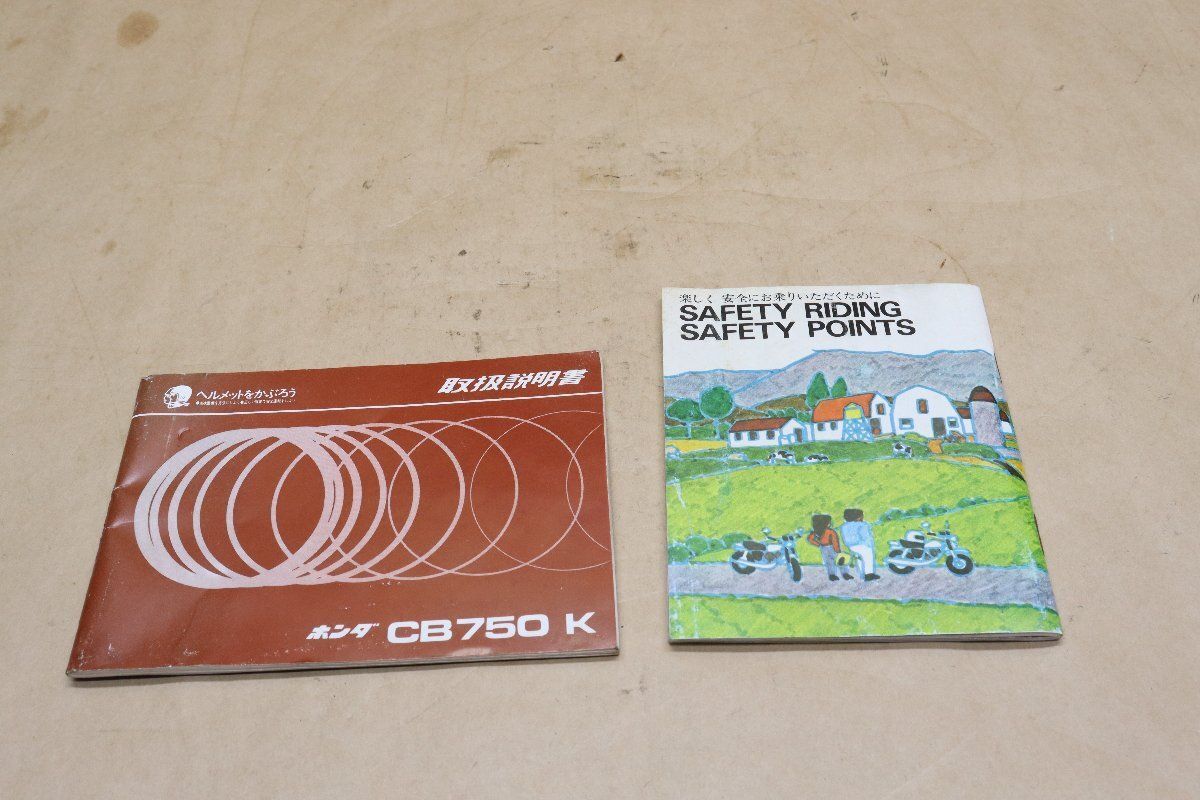 ヘルメットをかぶろう
取扱説明書
ホンダ CB750 K
楽しく 安全にお乗りいただくために
SAFETY RIDING
SAFETY POINTS